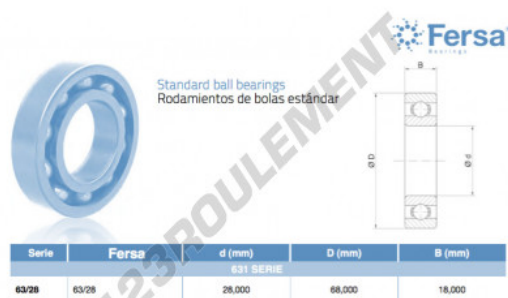 Fersa
Bearings
Standard ball bearings
Rodamientos de bolas estándar
B
Ø D
Ø d
123ROULEMENT
Serie Fersa d (mm) D (mm) B (mm)
631 SERIE
63/28 63/28 28,000 68,000 18,000